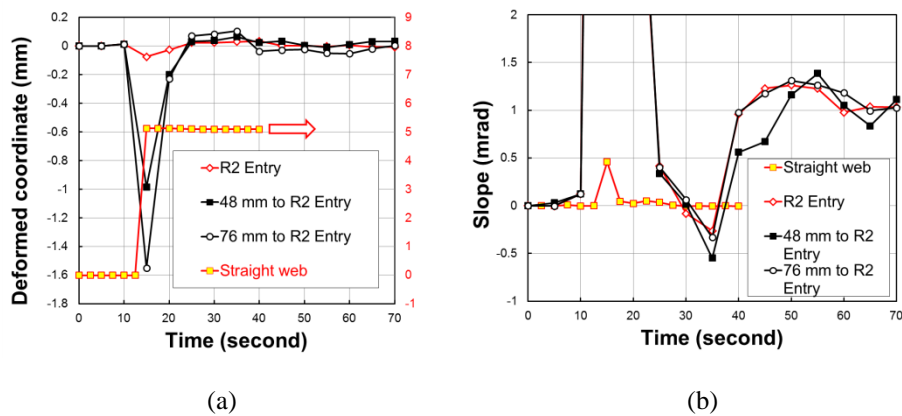 0.2
0
-0.2
-0.4
-0.6
-0.8
-1
-1.2
-1.4
-1.6
-1.8
Deformed coordinate (mm)
9
8
7
6
5
4
3
2
1
0
-1
R2 Entry
48 mm to R2 Entry
76 mm to R2 Entry
Straight web
0 10 20 30 40 50 60 70
Time (second)
(a)
2
1.5
1
0.5
0
-0.5
-1
Slope (mrad)
Straight web
R2 Entry
48 mm to R2
Entry
76 mm to R2
Entry
0 10 20 30 40 50 60 70
Time (second)
(b)